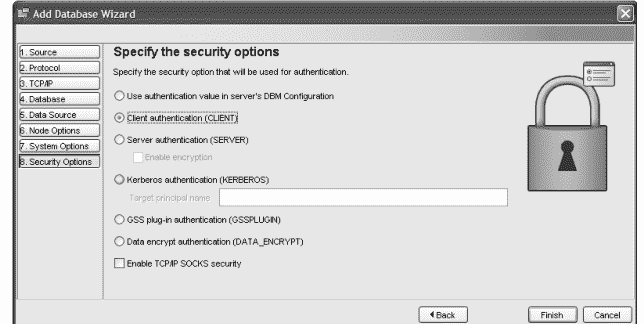 Add Database Wizard
1. Source
2. Protocol
3. TCP/IP
4. Database
5. Data Source
6. Node Options
7. System Options
8. Security Options
Specify the security options
Specify the security option that will be used for authentication.
Use authentication value in server's DBM Configuration
Client authentication (CLIENT)
Server authentication (SERVER)
Enable encryption
Kerberos authentication (KERBEROS)
Target principal name
GSS plug-in authentication (GSSPLUGIN)
Data encrypt authentication (DATA_ENCRYPT)
Enable TCP/IP SOCKS security
Back
Finish
Cancel